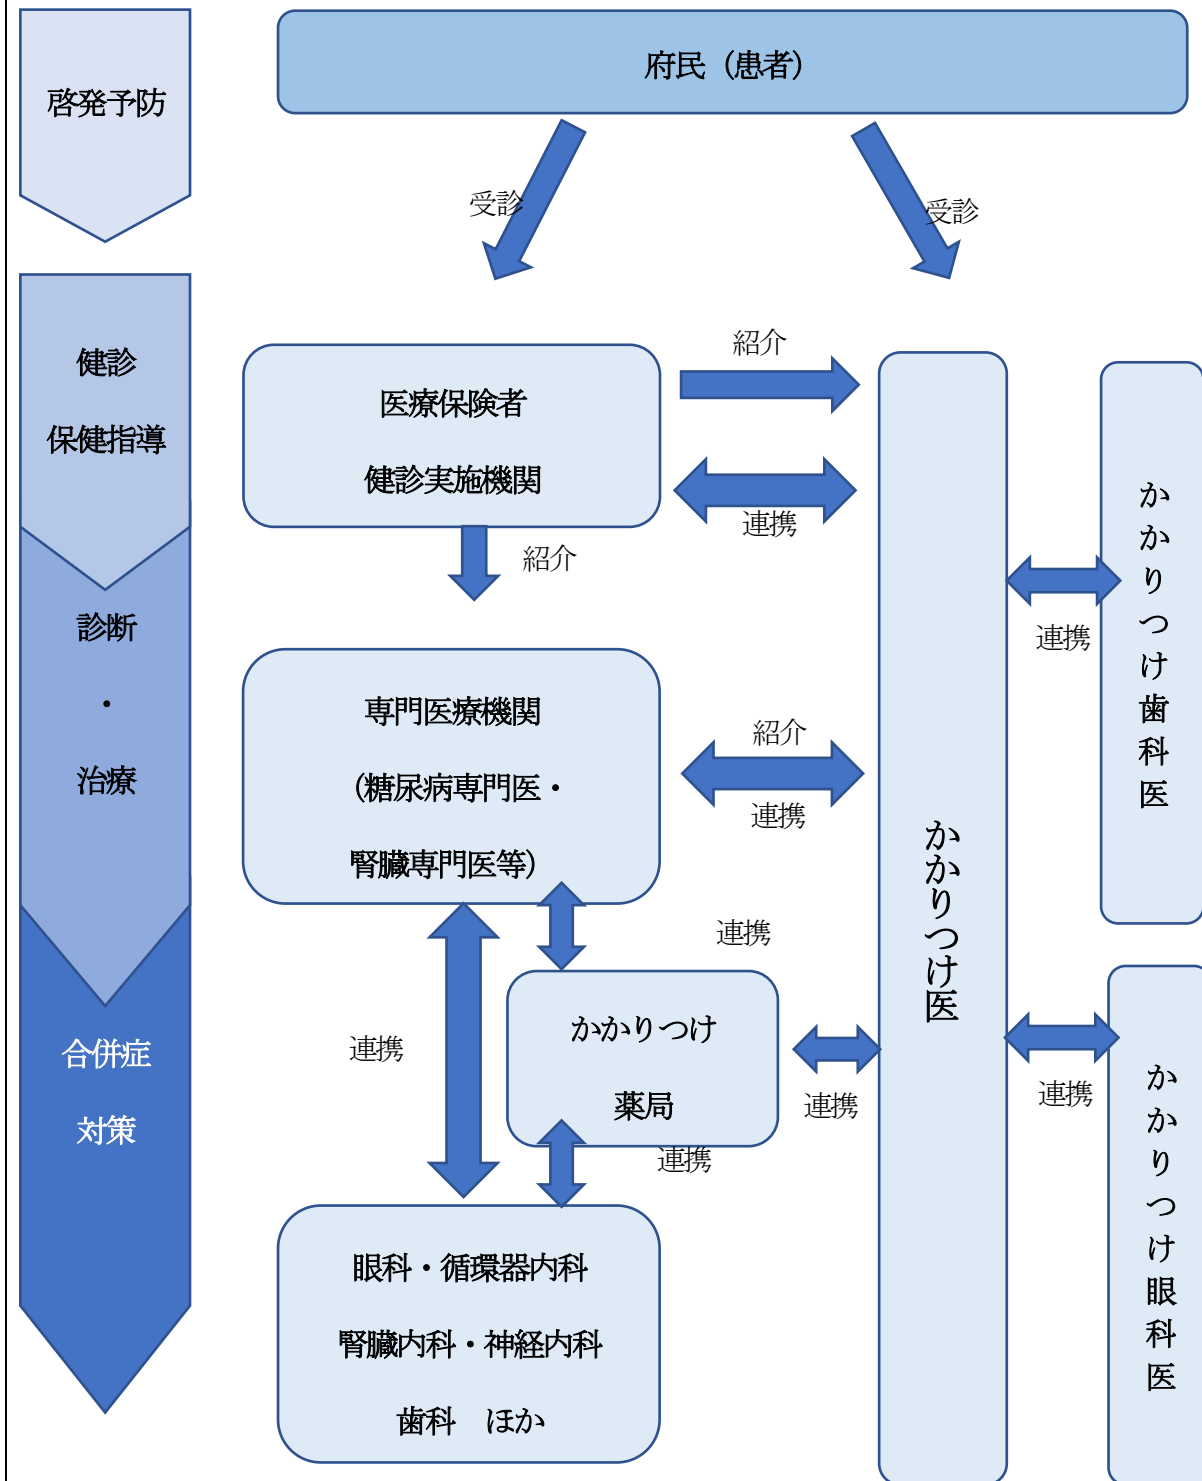 啓発予防
府民（患者）
受診
受診
健診
保健指導
医療保険者
健診実施機関
紹介
連携
紹介
診断
・
治療
専門医療機関
（糖尿病専門医・
腎臓専門医等）
紹介
連携
連携
かかりつけ医
かかりつけ歯科医
連携
合併症
対策
連携
かかりつけ
薬局
連携
連携
連携
かかりつけ眼科医
眼科・循環器内科
腎臓内科・神経内科
歯科　ほか